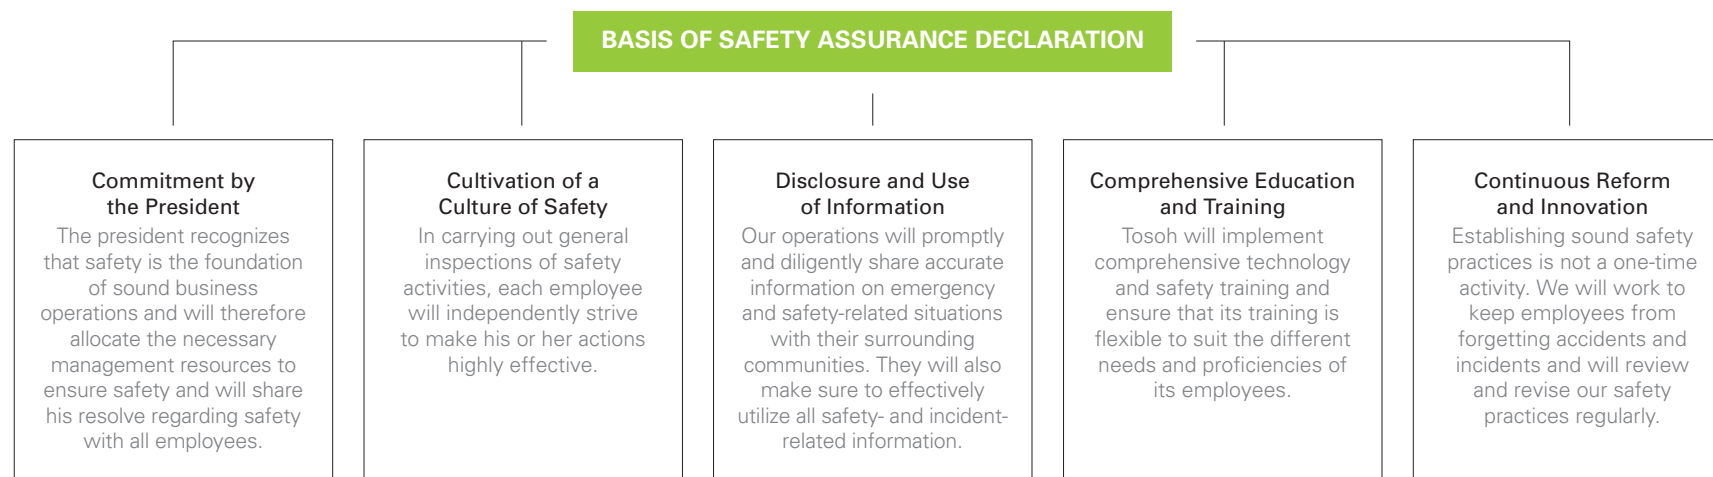 BASIS OF SAFETY ASSURANCE DECLARATION
Commitment by
the President
The president recognizes
that safety is the foundation
of sound business
operations and will therefore
allocate the necessary
management resources to
ensure safety and will share
his resolve regarding safety
with all employees.
Cultivation of a
Culture of Safety
In carrying out general
inspections of safety
activities, each employee
will independently strive
to make his or her actions
highly effective.
Disclosure and Use
of Information
Our operations will promptly
and diligently share accurate
information on emergency
and safety-related situations
with their surrounding
communities. They will also
make sure to effectively
utilize all safety- and incident-
related information.
Comprehensive Education
and Training
Tosoh will implement
comprehensive technology
and safety training and
ensure that its training is
flexible to suit the different
needs and proficiencies of
its employees.
Continuous Reform
and Innovation
Establishing sound safety
practices is not a one-time
activity. We will work to
keep employees from
forgetting accidents and
incidents and will review
and revise our safety
practices regularly.